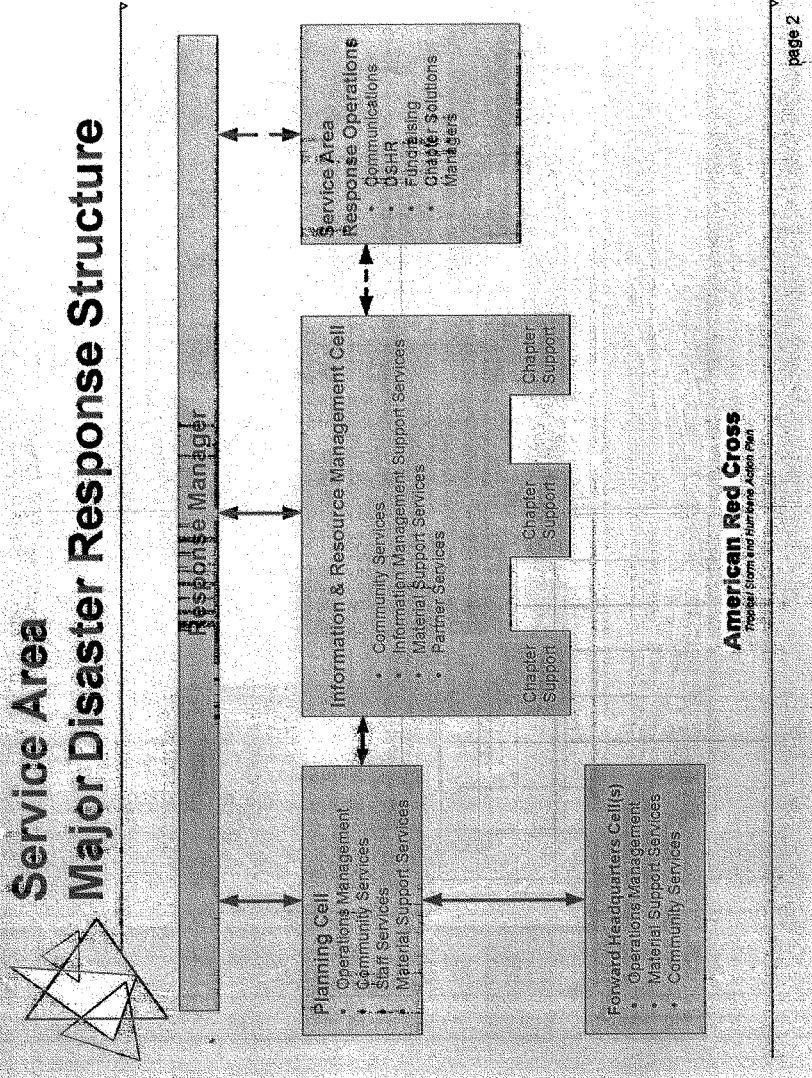 Service Area
Major Disaster Response Structure
Response Manager
Planning Cell
• Operations Management
• Community Services
• Staff Services
• Material Support Services
Information & Resource Management Cell
• Community Services
• Information Management Support Services
• Material Support Services
• Partner Services
Chapter
Support
Chapter
Support
Chapter
Support
Service Area
Response Operations
• Communications
• DSHR
• Fundraising
• Chapter Solutions
Managers
Forward Headquarters Cell(s)
• Operations Management
• Material Support Services
• Community Services
American Red Cross
Tropical Storm and Hurricane Action Plan
page 2